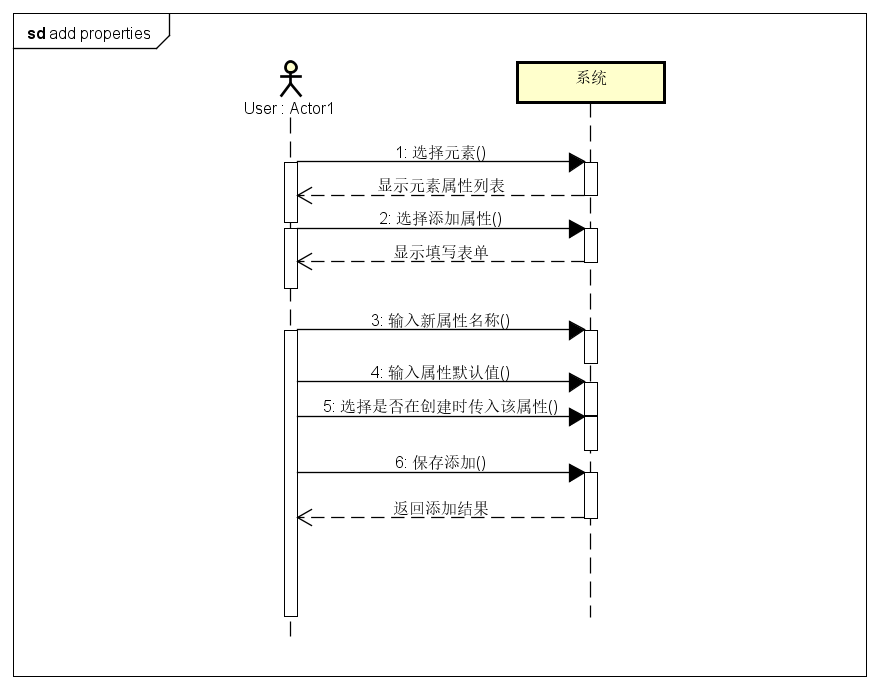 sd add properties
User : Actor1
系统
1: 选择元素()
显示元素属性列表
2: 选择添加属性()
显示填写表单
3: 输入新属性名称()
4: 输入属性默认值()
5: 选择是否在创建时传入该属性()
6: 保存添加()
返回添加结果